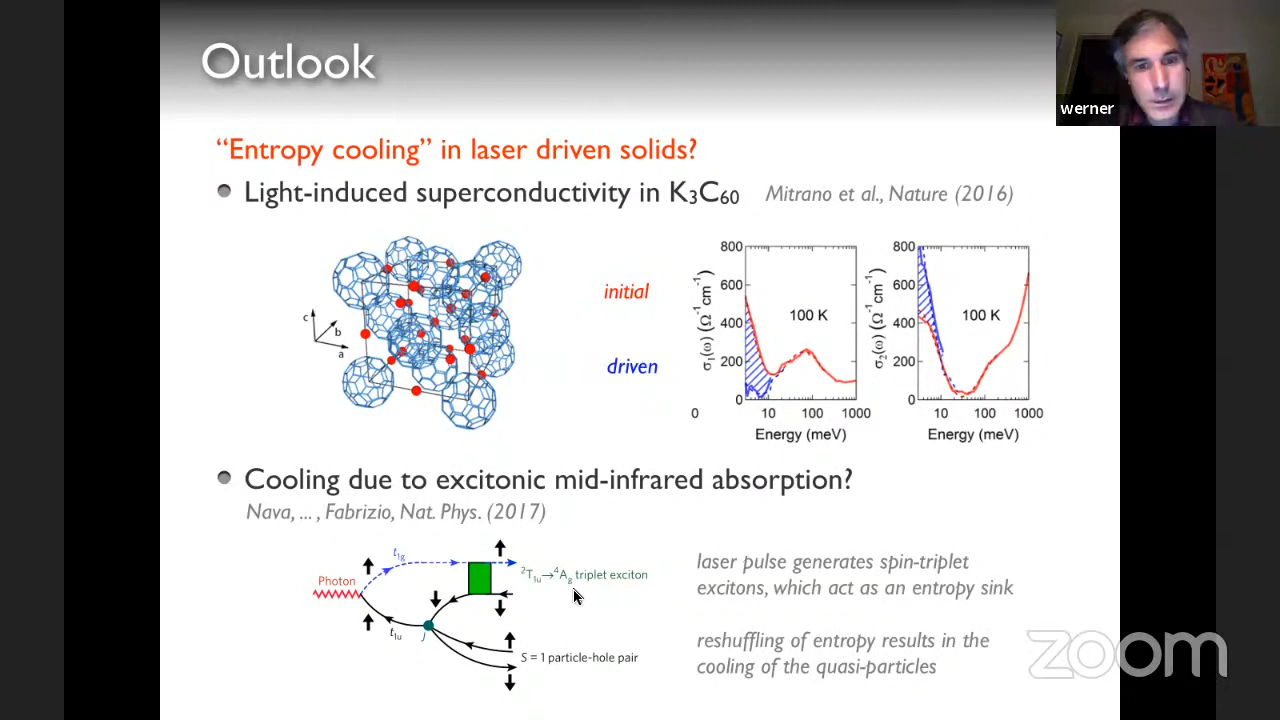 Outlook
werner
“Entropy cooling” in laser driven solids?
Light-induced superconductivity in K₃C₆₀ Mitrano et al., Nature (2016)
c
b
a
initial
driven
800
600
400
200
0
0
10 100 1000
Energy (meV)
σ₁(ω) (Ω⁻¹cm⁻¹)
100 K
800
600
400
200
0
10 100 1000
Energy (meV)
σ₂(ω) (Ω⁻¹cm⁻¹)
100 K
Cooling due to excitonic mid-infrared absorption?
Nava, ... , Fabrizio, Nat. Phys. (2017)
t₁g
Photon
²T₁ᵤ→⁴A_g triplet exciton
t₁ᵤ
J
S = 1 particle-hole pair
laser pulse generates spin-triplet
excitons, which act as an entropy sink
reshuffling of entropy results in the
cooling of the quasi-particles
zoom